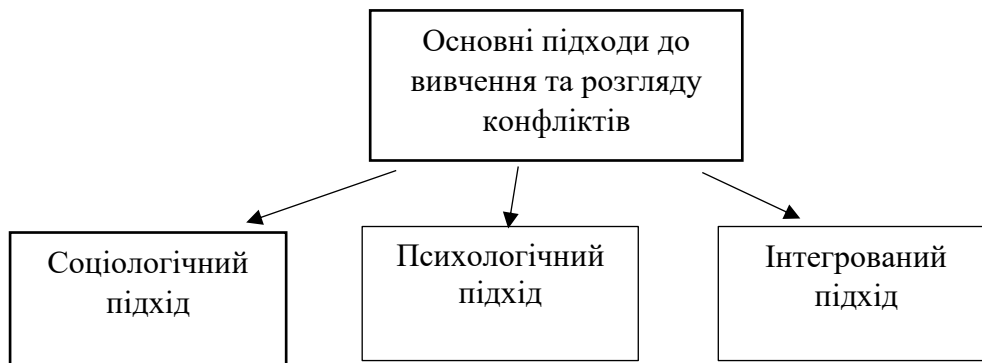 Основні підходи до
вивчення та розгляду
конфліктів
Соціологічний
підхід
Психологічний
підхід
Інтегрований
підхід